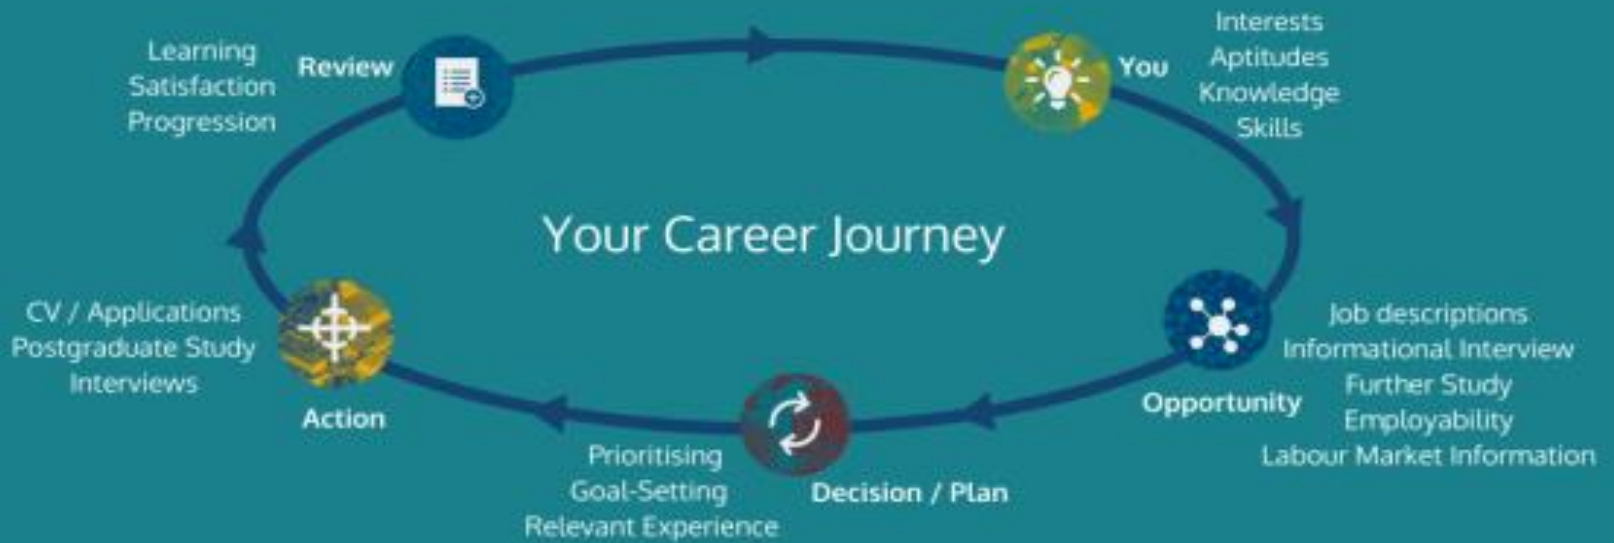 Your Career Journey
You
Interests
Aptitudes
Knowledge
Skills
Opportunity
Job descriptions
Informational Interview
Further Study
Employability
Labour Market Information
Decision / Plan
Prioritising
Goal-Setting
Relevant Experience
Action
CV / Applications
Postgraduate Study
Interviews
Review
Learning
Satisfaction
Progression